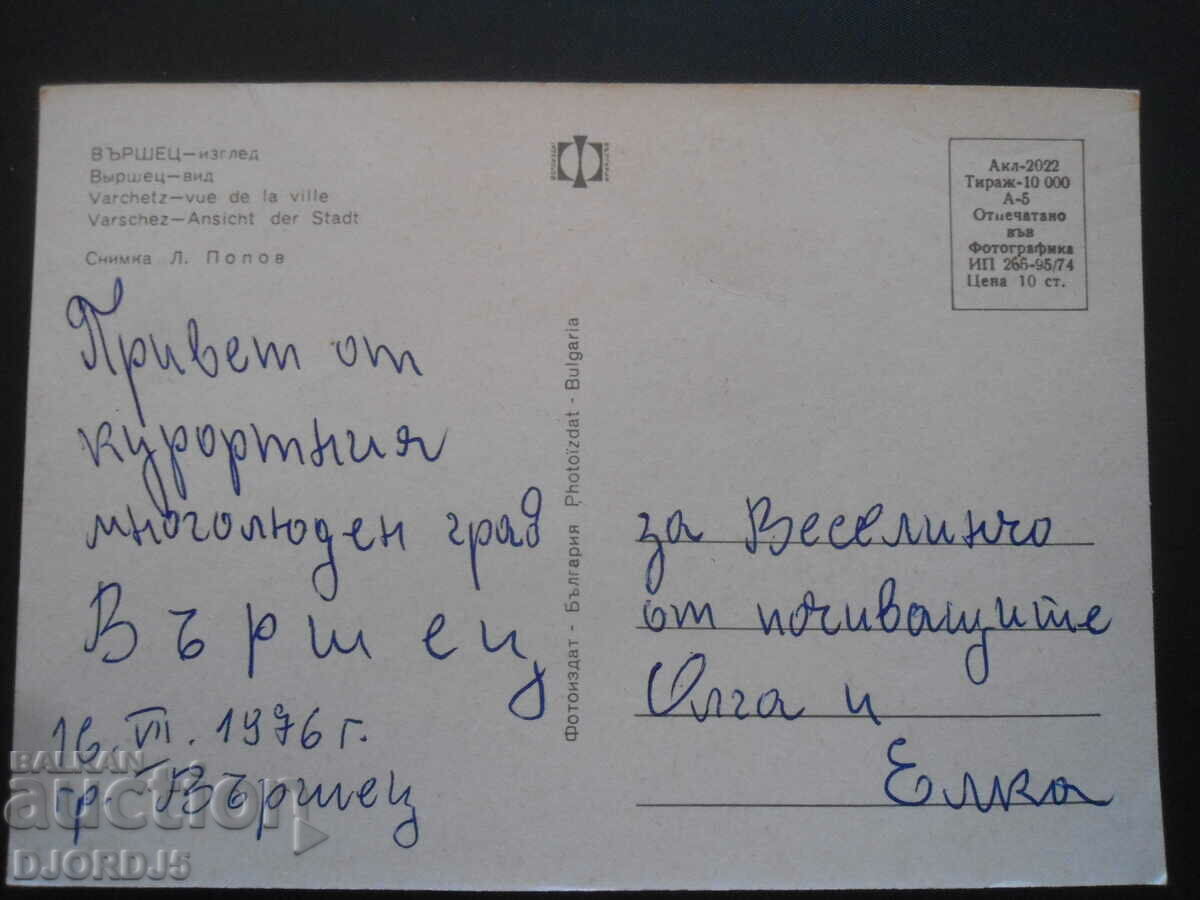 ВЪРШЕЦ—изглед
Выршец—вид
Varchetz—vue de la ville
Varschez—Ansicht der Stadt
Снимка Л. Попов
Привет от
курортния
многолюден град
Вършец
16. VII. 1976 г.
гр. Вършец
Фотоиздат - България Photoïzdat - Bulgaria
Акл-2022
Тираж-10 000
А-5
Отпечатано
във
Фотографика
ИП 266-95/74
Цена 10 ст.
за Веселинчо
от почиващите
Олга и
Елка
BALKAN
Auction
DJORDJ5